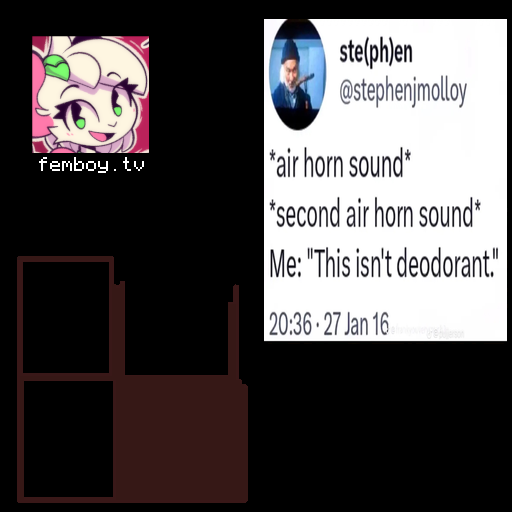 femboy.tv
ste(ph)en
@stephenjmolloy
*air horn sound*
*second air horn sound*
Me: "This isn't deodorant."
20:36 · 27 Jan 16